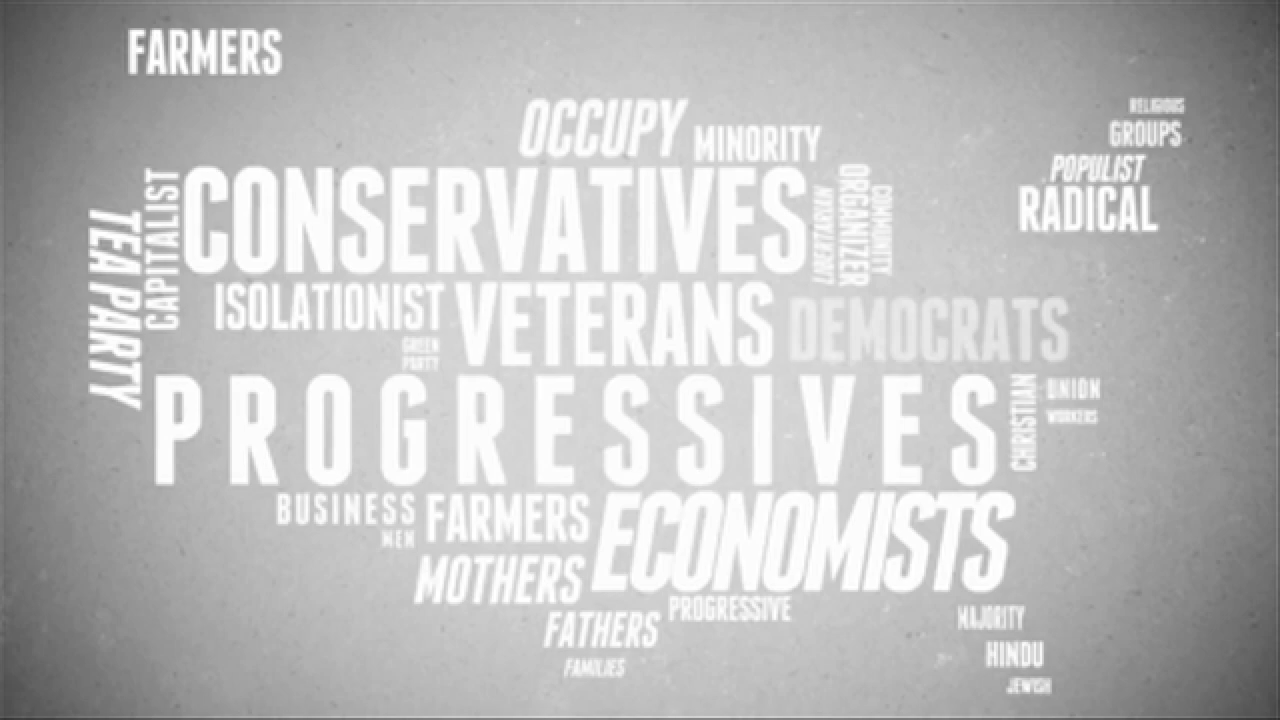 FARMERS
OCCUPY
MINORITY
RELIGIOUS
GROUPS
POPULIST
RADICAL
TEA PARTY
CAPITALIST
CONSERVATIVES
ORGANIZER
COMMUNITY
ISOLATIONIST
VETERANS
DEMOCRATS
GREEN
PARTY
PROGRESSIVES
CHRISTIAN
UNION
WORKERS
BUSINESS
MEN
FARMERS
ECONOMISTS
MOTHERS
PROGRESSIVE
FATHERS
FAMILIES
MAJORITY
HINDU
JEWISH